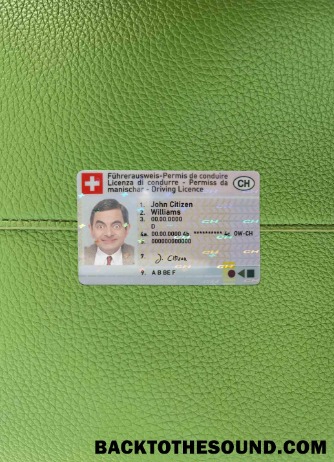 Führerausweis-Permis de conduire
Licenza di condurre - Permiss da
manischar - Driving Licence
CH
1. John Citizen
2. Williams
3. 00.00.0000
D
4a. 00.00.0000 4b. ********** 4c. OW-CH
5. 000000000000
7. J. Citizen
9. A B BE F
BACKTOTHESOUND.COM